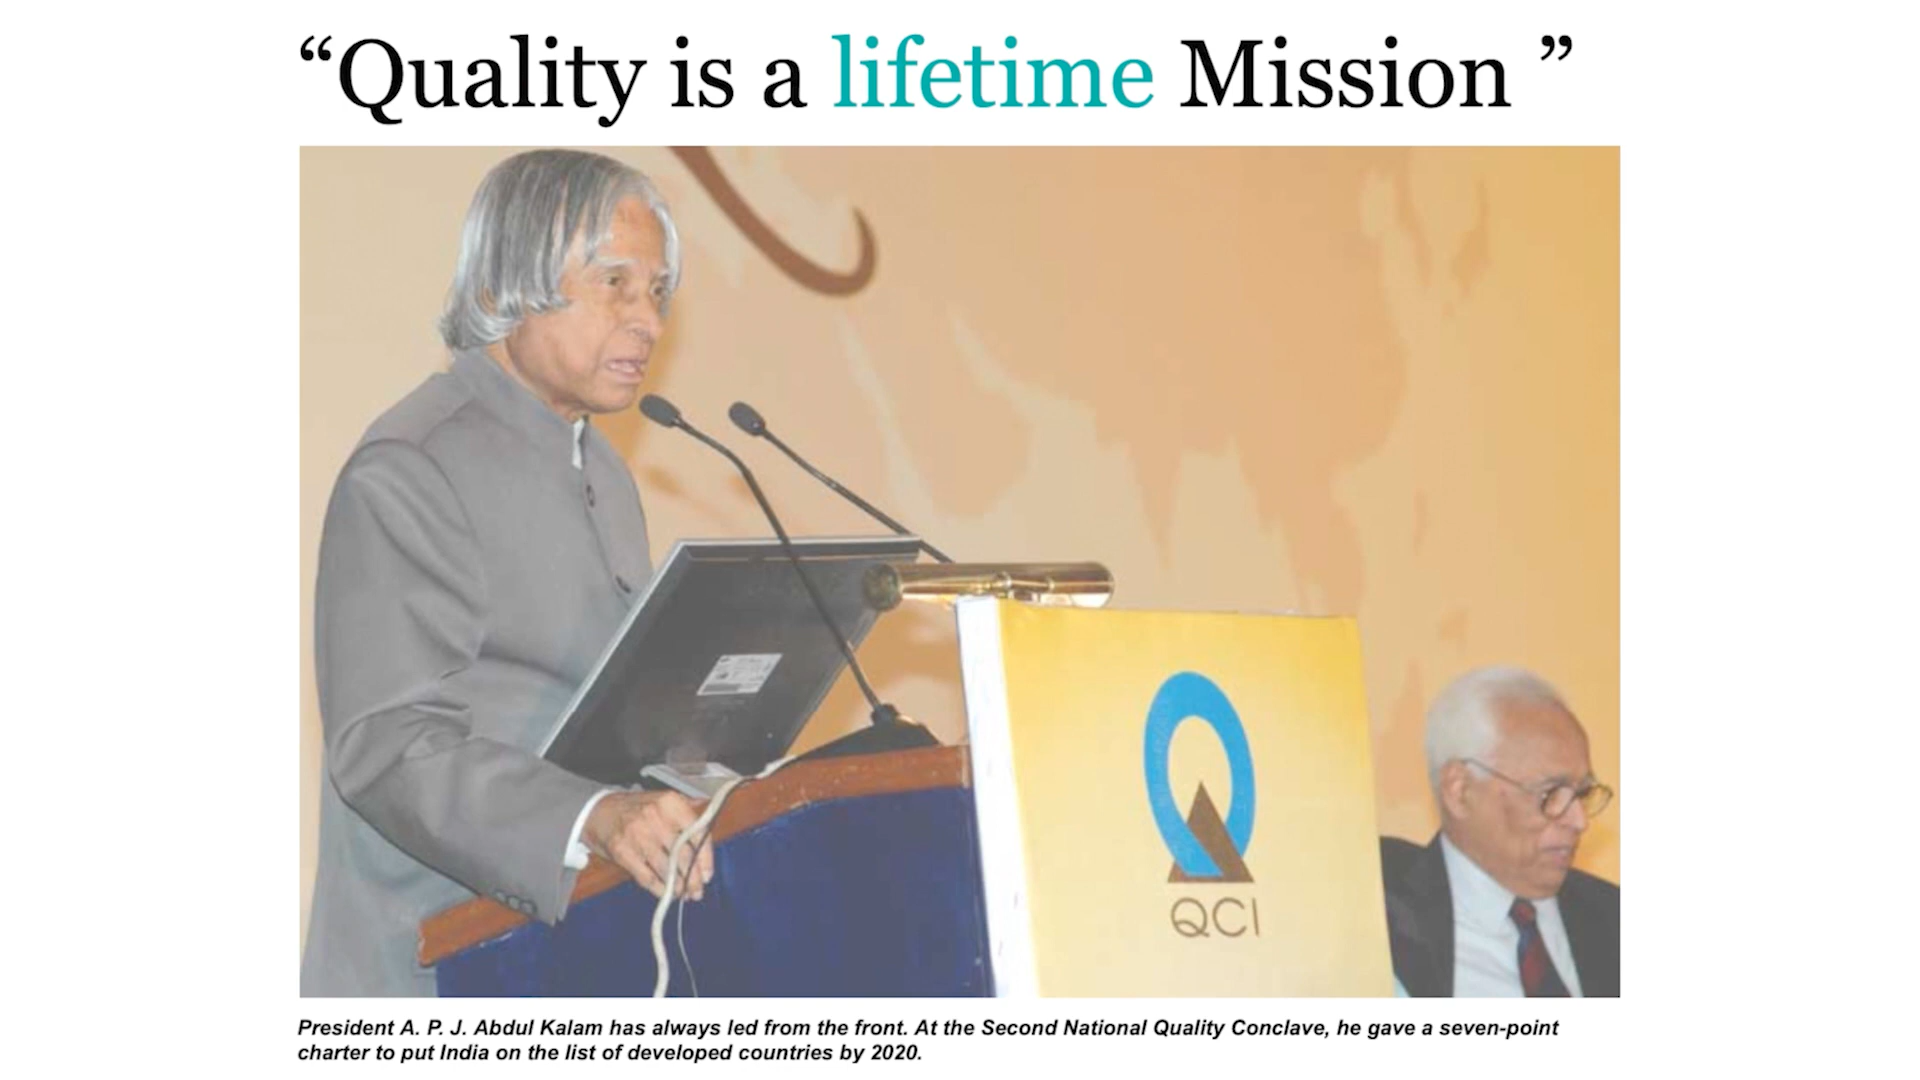 “Quality is a lifetime Mission ”
QCI
President A. P. J. Abdul Kalam has always led from the front. At the Second National Quality Conclave, he gave a seven-point
charter to put India on the list of developed countries by 2020.